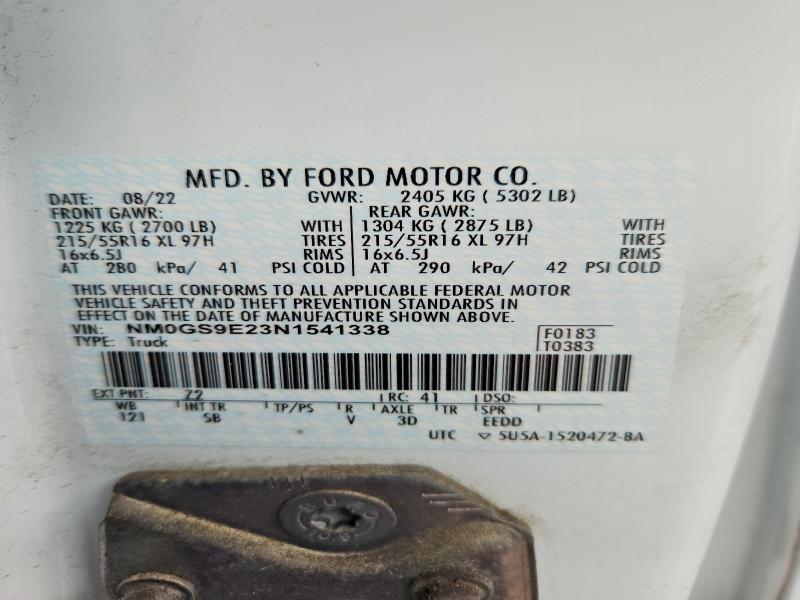 MFD. BY FORD MOTOR CO.
DATE: 08/22 GVWR: 2405 KG ( 5302 LB)
FRONT GAWR: REAR GAWR:
1225 KG ( 2700 LB) WITH 1304 KG ( 2875 LB) WITH
215/55R16 XL 97H TIRES 215/55R16 XL 97H TIRES
16x6.5J RIMS 16x6.5J RIMS
AT 280 kPa/ 41 PSI COLD AT 290 kPa/ 42 PSI COLD
THIS VEHICLE CONFORMS TO ALL APPLICABLE FEDERAL MOTOR
VEHICLE SAFETY AND THEFT PREVENTION STANDARDS IN
EFFECT ON THE DATE OF MANUFACTURE SHOWN ABOVE.
VIN: NM0GS9E23N1541338 F0183
TYPE: Truck T0383
EXT PNT: Z2 RC: 41 DSO:
WB INT TR TP/PS R AXLE TR SPR
121 SB V 3D EEDD
UTC ▽ 5U5A-1520472-BA